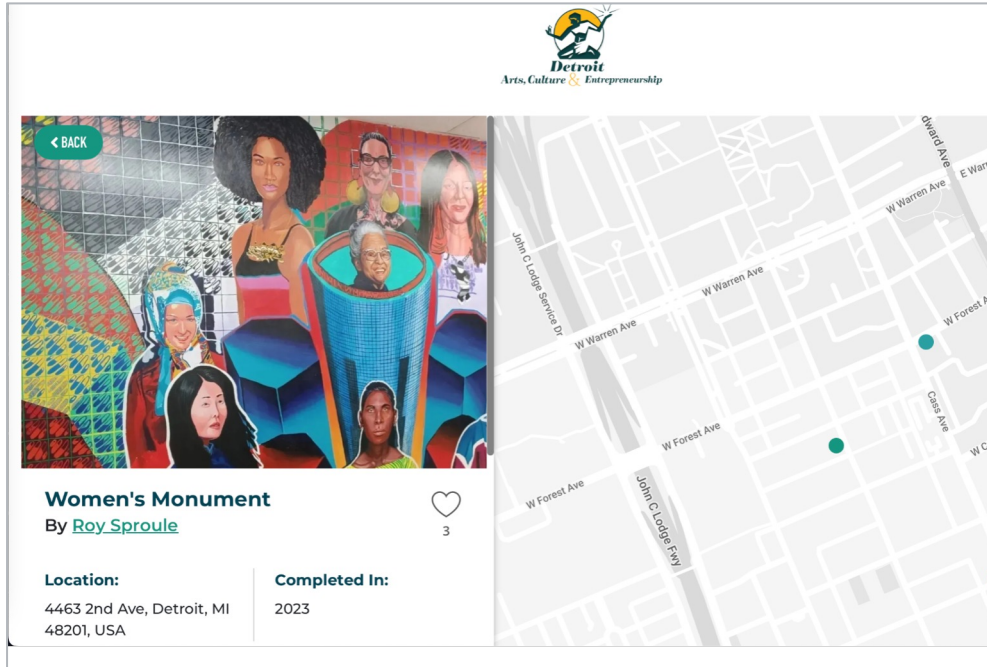 Detroit
Arts, Culture & Entrepreneurship
BACK
Women's Monument
By Roy Sproule
3
Location:
4463 2nd Ave, Detroit, MI
48201, USA
Completed In:
2023
E War
W Warren Ave
W Warren Ave
W Warren Ave
John C Lodge Service Dr
dward Ave
W Forest A
W Forest Ave
W Forest Ave
Cass Ave
W C
John C Lodge Fwy